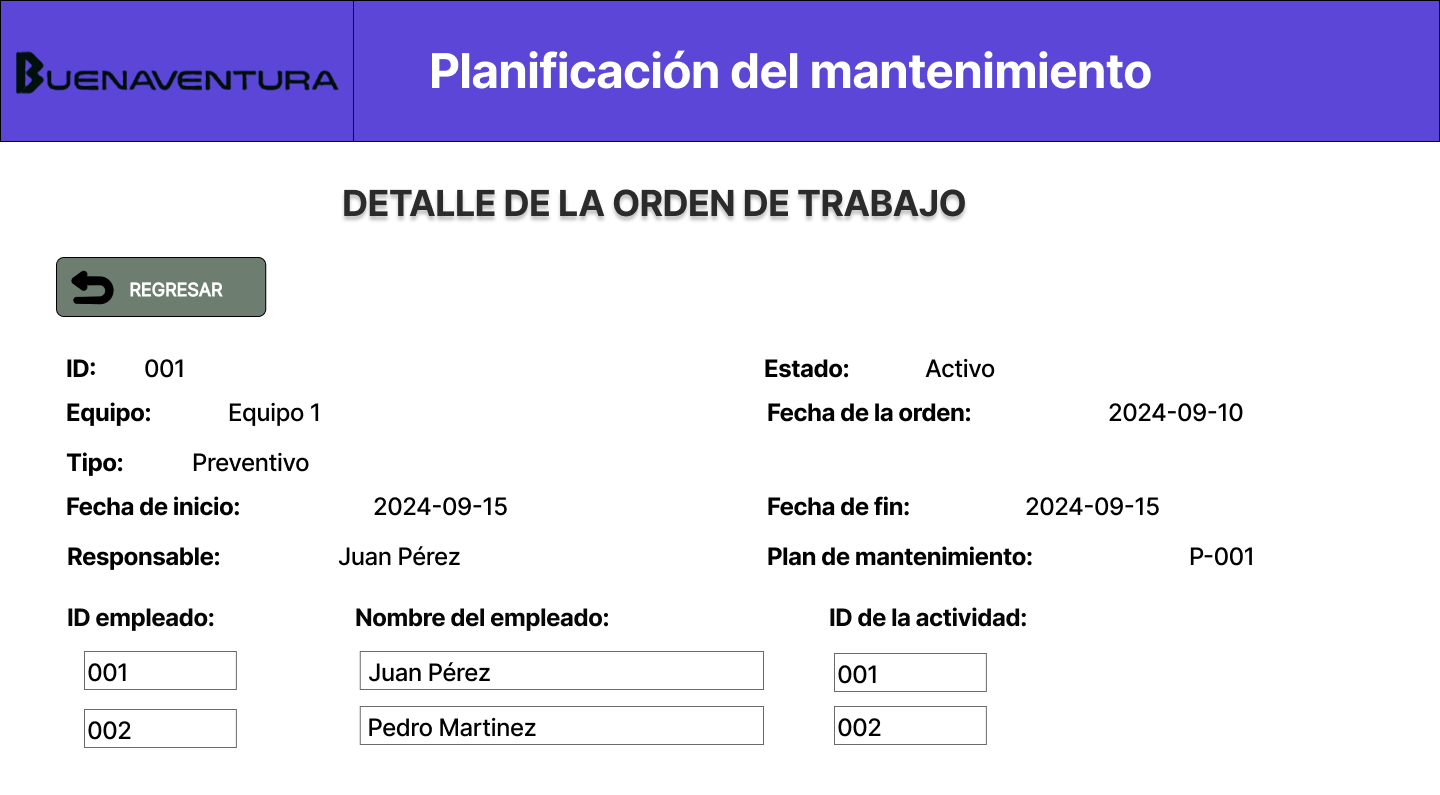 BUENAVENTURA
Planificación del mantenimiento
DETALLE DE LA ORDEN DE TRABAJO
REGRESAR
ID: 001 Estado: Activo
Equipo: Equipo 1 Fecha de la orden: 2024-09-10
Tipo: Preventivo
Fecha de inicio: 2024-09-15 Fecha de fin: 2024-09-15
Responsable: Juan Pérez Plan de mantenimiento: P-001
ID empleado: Nombre del empleado: ID de la actividad:
001 Juan Pérez 001
002 Pedro Martinez 002